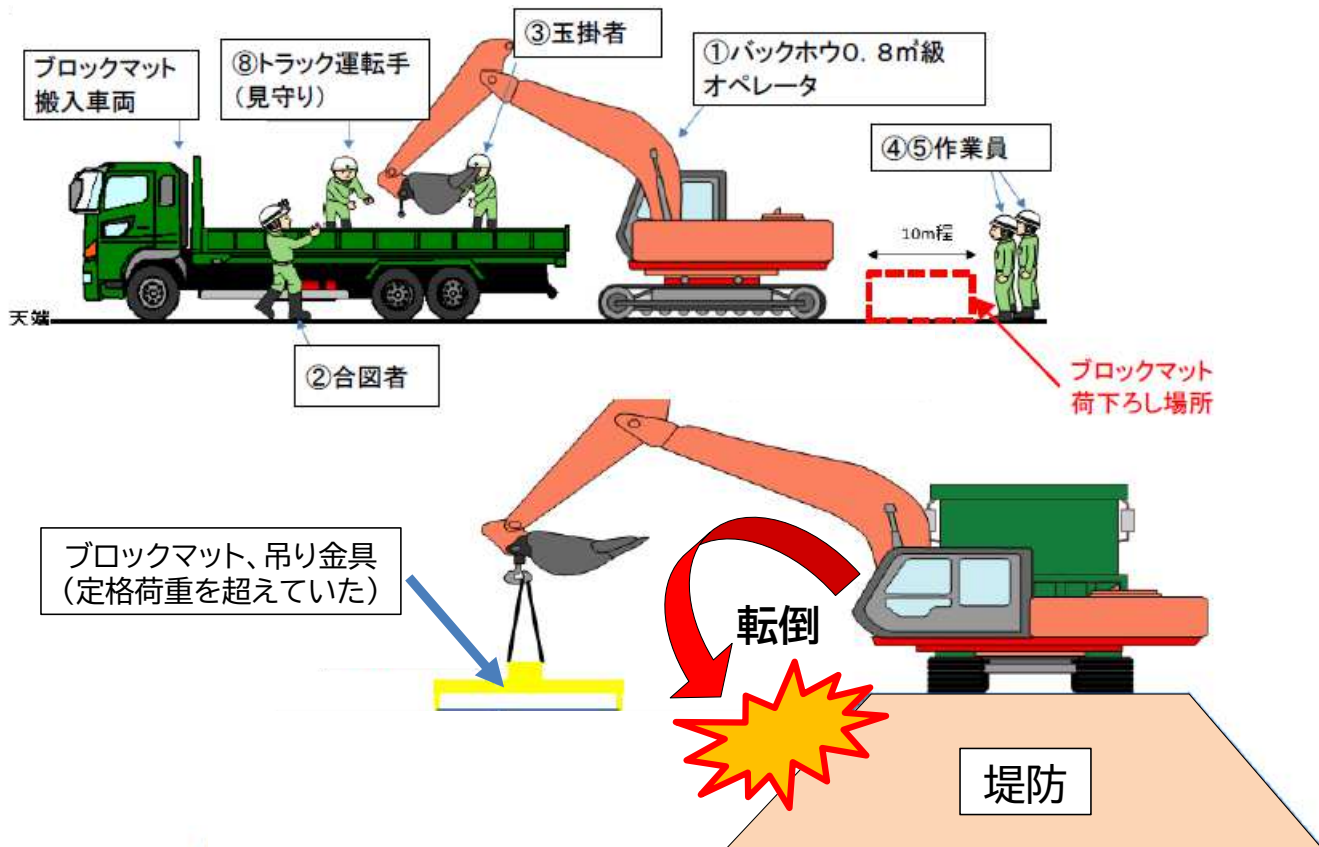 ブロックマット
搬入車両
⑧トラック運転手
(見守り)
③玉掛者
①バックホウ0.8㎥級
オペレータ
④⑤作業員
10m程
天端
②合図者
ブロックマット
荷下ろし場所
ブロックマット、吊り金具
(定格荷重を超えていた)
転倒
堤防